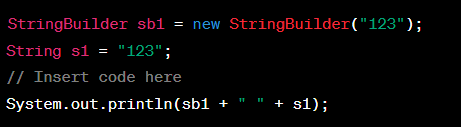 StringBuilder sb1 = new StringBuilder("123");
String s1 = "123";
// Insert code here
System.out.println(sb1 + " " + s1);